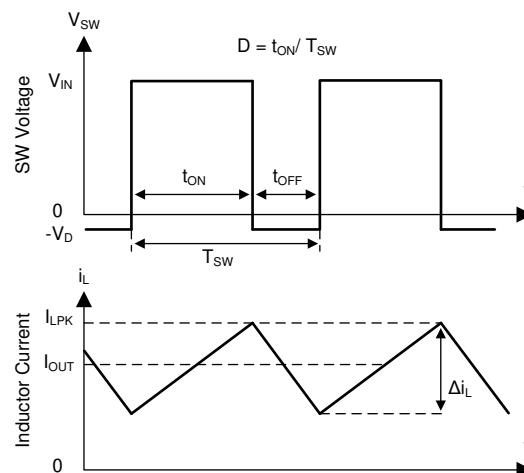 V_SW
D = t_ON/ T_SW
V_IN
SW Voltage
t_ON
t_OFF
0
-V_D
T_SW
i_L
I_LPK
I_OUT
Inductor Current
Δi_L
0